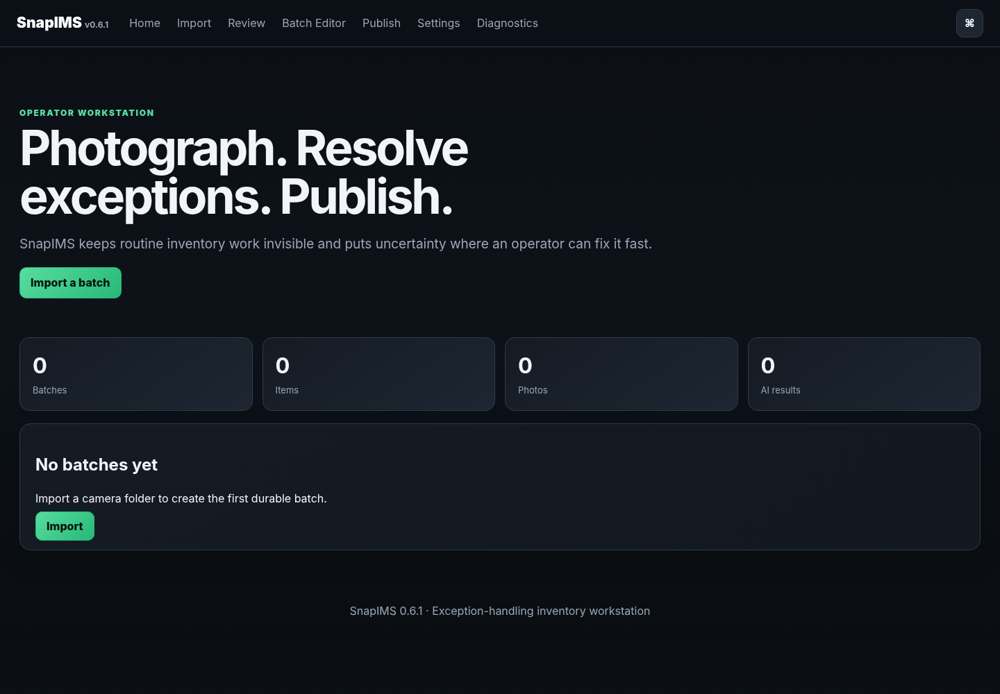 SnapIMS v0.6.1 Home Import Review Batch Editor Publish Settings Diagnostics ⌘
OPERATOR WORKSTATION
Photograph. Resolve
exceptions. Publish.
SnapIMS keeps routine inventory work invisible and puts uncertainty where an operator can fix it fast.
Import a batch
0 0 0 0
Batches Items Photos AI results
No batches yet
Import a camera folder to create the first durable batch.
Import
SnapIMS 0.6.1 · Exception-handling inventory workstation